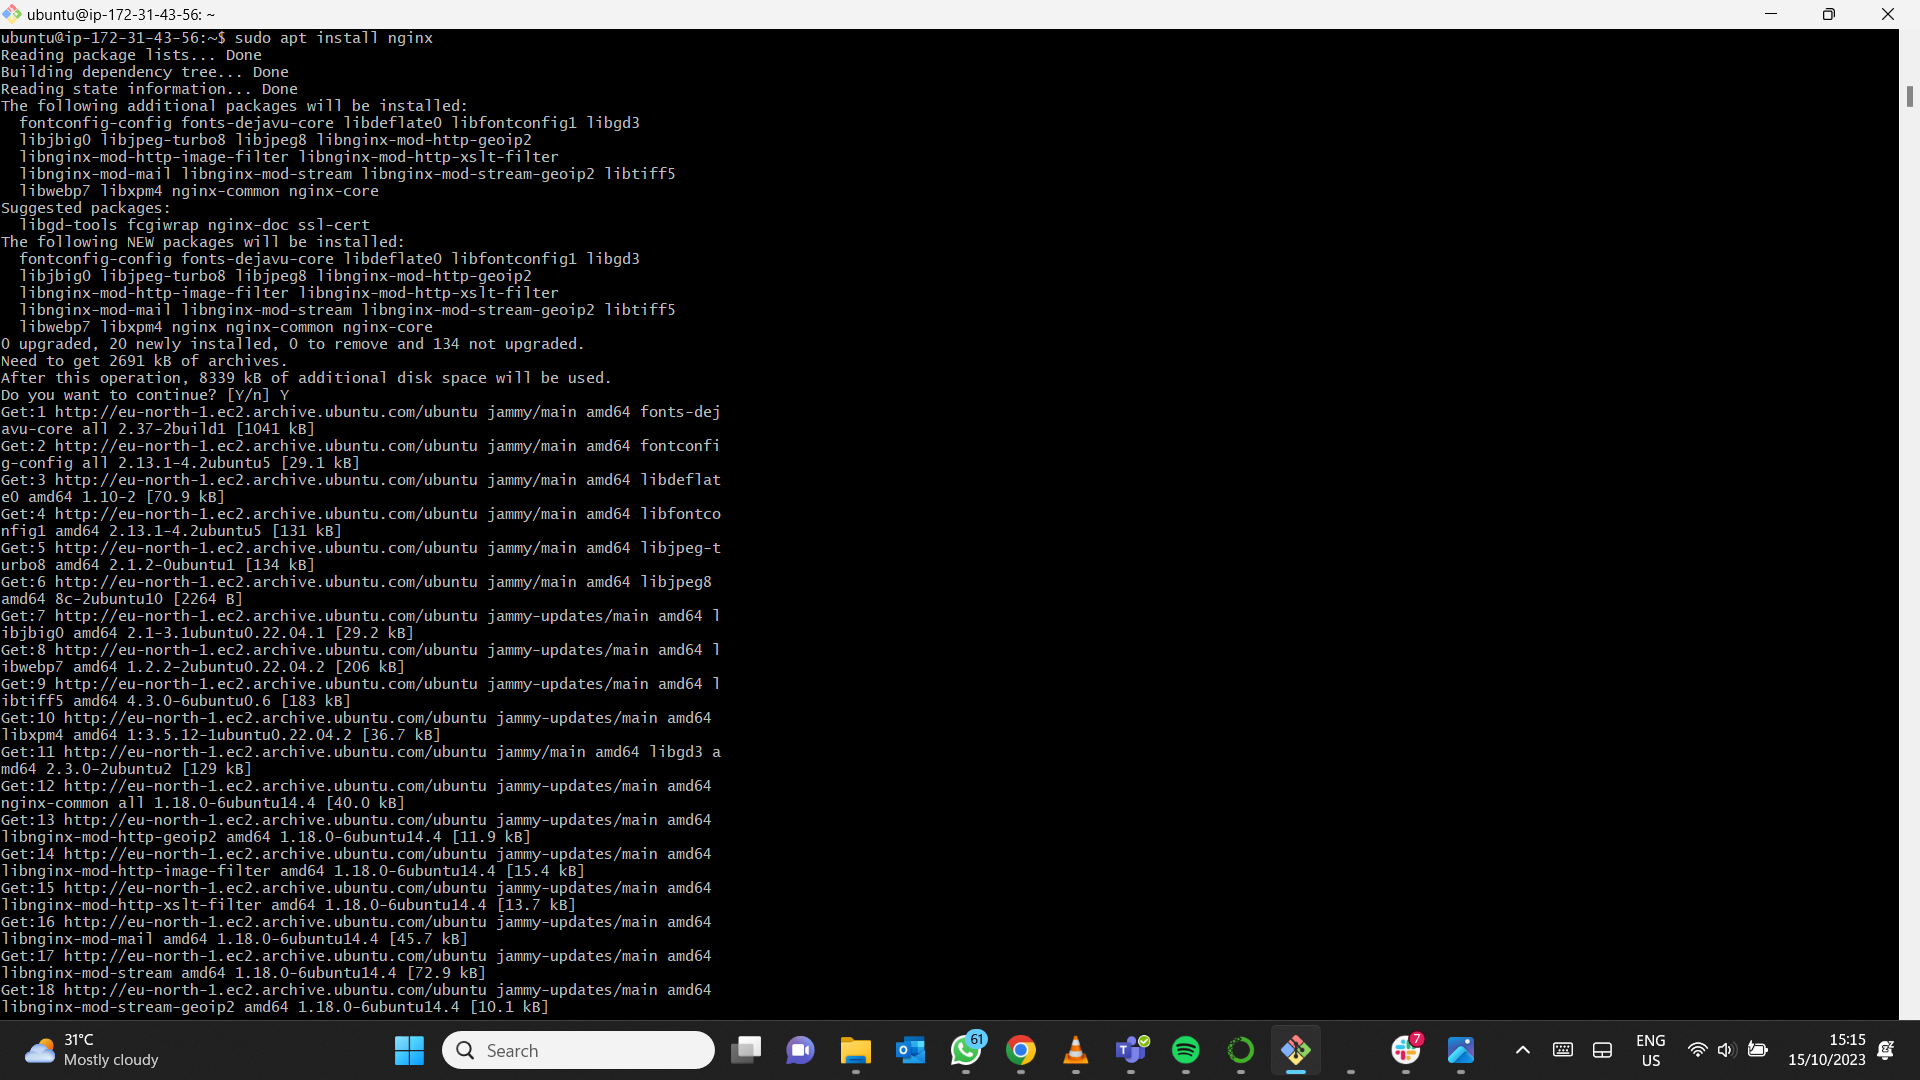 ubuntu@ip-172-31-43-56: ~
ubuntu@ip-172-31-43-56:~$ sudo apt install nginx
Reading package lists... Done
Building dependency tree... Done
Reading state information... Done
The following additional packages will be installed:
  fontconfig-config fonts-dejavu-core libdeflate0 libfontconfig1 libgd3
  libjbig0 libjpeg-turbo8 libjpeg8 libnginx-mod-http-geoip2
  libnginx-mod-http-image-filter libnginx-mod-http-xslt-filter
  libnginx-mod-mail libnginx-mod-stream libnginx-mod-stream-geoip2 libtiff5
  libwebp7 libxpm4 nginx-common nginx-core
Suggested packages:
  libgd-tools fcgiwrap nginx-doc ssl-cert
The following NEW packages will be installed:
  fontconfig-config fonts-dejavu-core libdeflate0 libfontconfig1 libgd3
  libjbig0 libjpeg-turbo8 libjpeg8 libnginx-mod-http-geoip2
  libnginx-mod-http-image-filter libnginx-mod-http-xslt-filter
  libnginx-mod-mail libnginx-mod-stream libnginx-mod-stream-geoip2 libtiff5
  libwebp7 libxpm4 nginx nginx-common nginx-core
0 upgraded, 20 newly installed, 0 to remove and 134 not upgraded.
Need to get 2691 kB of archives.
After this operation, 8339 kB of additional disk space will be used.
Do you want to continue? [Y/n] Y
Get:1 http://eu-north-1.ec2.archive.ubuntu.com/ubuntu jammy/main amd64 fonts-dej
avu-core all 2.37-2build1 [1041 kB]
Get:2 http://eu-north-1.ec2.archive.ubuntu.com/ubuntu jammy/main amd64 fontconfi
g-config all 2.13.1-4.2ubuntu5 [29.1 kB]
Get:3 http://eu-north-1.ec2.archive.ubuntu.com/ubuntu jammy/main amd64 libdeflat
e0 amd64 1.10-2 [70.9 kB]
Get:4 http://eu-north-1.ec2.archive.ubuntu.com/ubuntu jammy/main amd64 libfontco
nfig1 amd64 2.13.1-4.2ubuntu5 [131 kB]
Get:5 http://eu-north-1.ec2.archive.ubuntu.com/ubuntu jammy/main amd64 libjpeg-t
urbo8 amd64 2.1.2-0ubuntu1 [134 kB]
Get:6 http://eu-north-1.ec2.archive.ubuntu.com/ubuntu jammy/main amd64 libjpeg8
amd64 8c-2ubuntu10 [2264 B]
Get:7 http://eu-north-1.ec2.archive.ubuntu.com/ubuntu jammy-updates/main amd64 l
ibjbig0 amd64 2.1-3.1ubuntu0.22.04.1 [29.2 kB]
Get:8 http://eu-north-1.ec2.archive.ubuntu.com/ubuntu jammy-updates/main amd64 l
ibwebp7 amd64 1.2.2-2ubuntu0.22.04.2 [206 kB]
Get:9 http://eu-north-1.ec2.archive.ubuntu.com/ubuntu jammy-updates/main amd64 l
ibtiff5 amd64 4.3.0-6ubuntu0.6 [183 kB]
Get:10 http://eu-north-1.ec2.archive.ubuntu.com/ubuntu jammy-updates/main amd64
libxpm4 amd64 1:3.5.12-1ubuntu0.22.04.2 [36.7 kB]
Get:11 http://eu-north-1.ec2.archive.ubuntu.com/ubuntu jammy/main amd64 libgd3 a
md64 2.3.0-2ubuntu2 [129 kB]
Get:12 http://eu-north-1.ec2.archive.ubuntu.com/ubuntu jammy-updates/main amd64
nginx-common all 1.18.0-6ubuntu14.4 [40.0 kB]
Get:13 http://eu-north-1.ec2.archive.ubuntu.com/ubuntu jammy-updates/main amd64
libnginx-mod-http-geoip2 amd64 1.18.0-6ubuntu14.4 [11.9 kB]
Get:14 http://eu-north-1.ec2.archive.ubuntu.com/ubuntu jammy-updates/main amd64
libnginx-mod-http-image-filter amd64 1.18.0-6ubuntu14.4 [15.4 kB]
Get:15 http://eu-north-1.ec2.archive.ubuntu.com/ubuntu jammy-updates/main amd64
libnginx-mod-http-xslt-filter amd64 1.18.0-6ubuntu14.4 [13.7 kB]
Get:16 http://eu-north-1.ec2.archive.ubuntu.com/ubuntu jammy-updates/main amd64
libnginx-mod-mail amd64 1.18.0-6ubuntu14.4 [45.7 kB]
Get:17 http://eu-north-1.ec2.archive.ubuntu.com/ubuntu jammy-updates/main amd64
libnginx-mod-stream amd64 1.18.0-6ubuntu14.4 [72.9 kB]
Get:18 http://eu-north-1.ec2.archive.ubuntu.com/ubuntu jammy-updates/main amd64
libnginx-mod-stream-geoip2 amd64 1.18.0-6ubuntu14.4 [10.1 kB]
31°C
Mostly cloudy
Search
61
7
ENG
US
15:15
15/10/2023